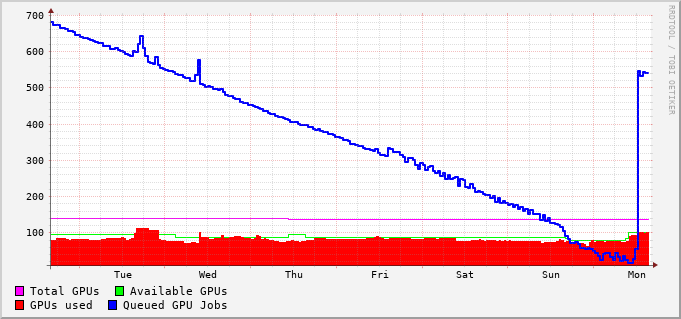 700
600
500
400
300
200
100
Tue Wed Thu Fri Sat Sun Mon
Total GPUs Available GPUs
GPUs used Queued GPU Jobs
RRDTOOL / TOBI OETIKER